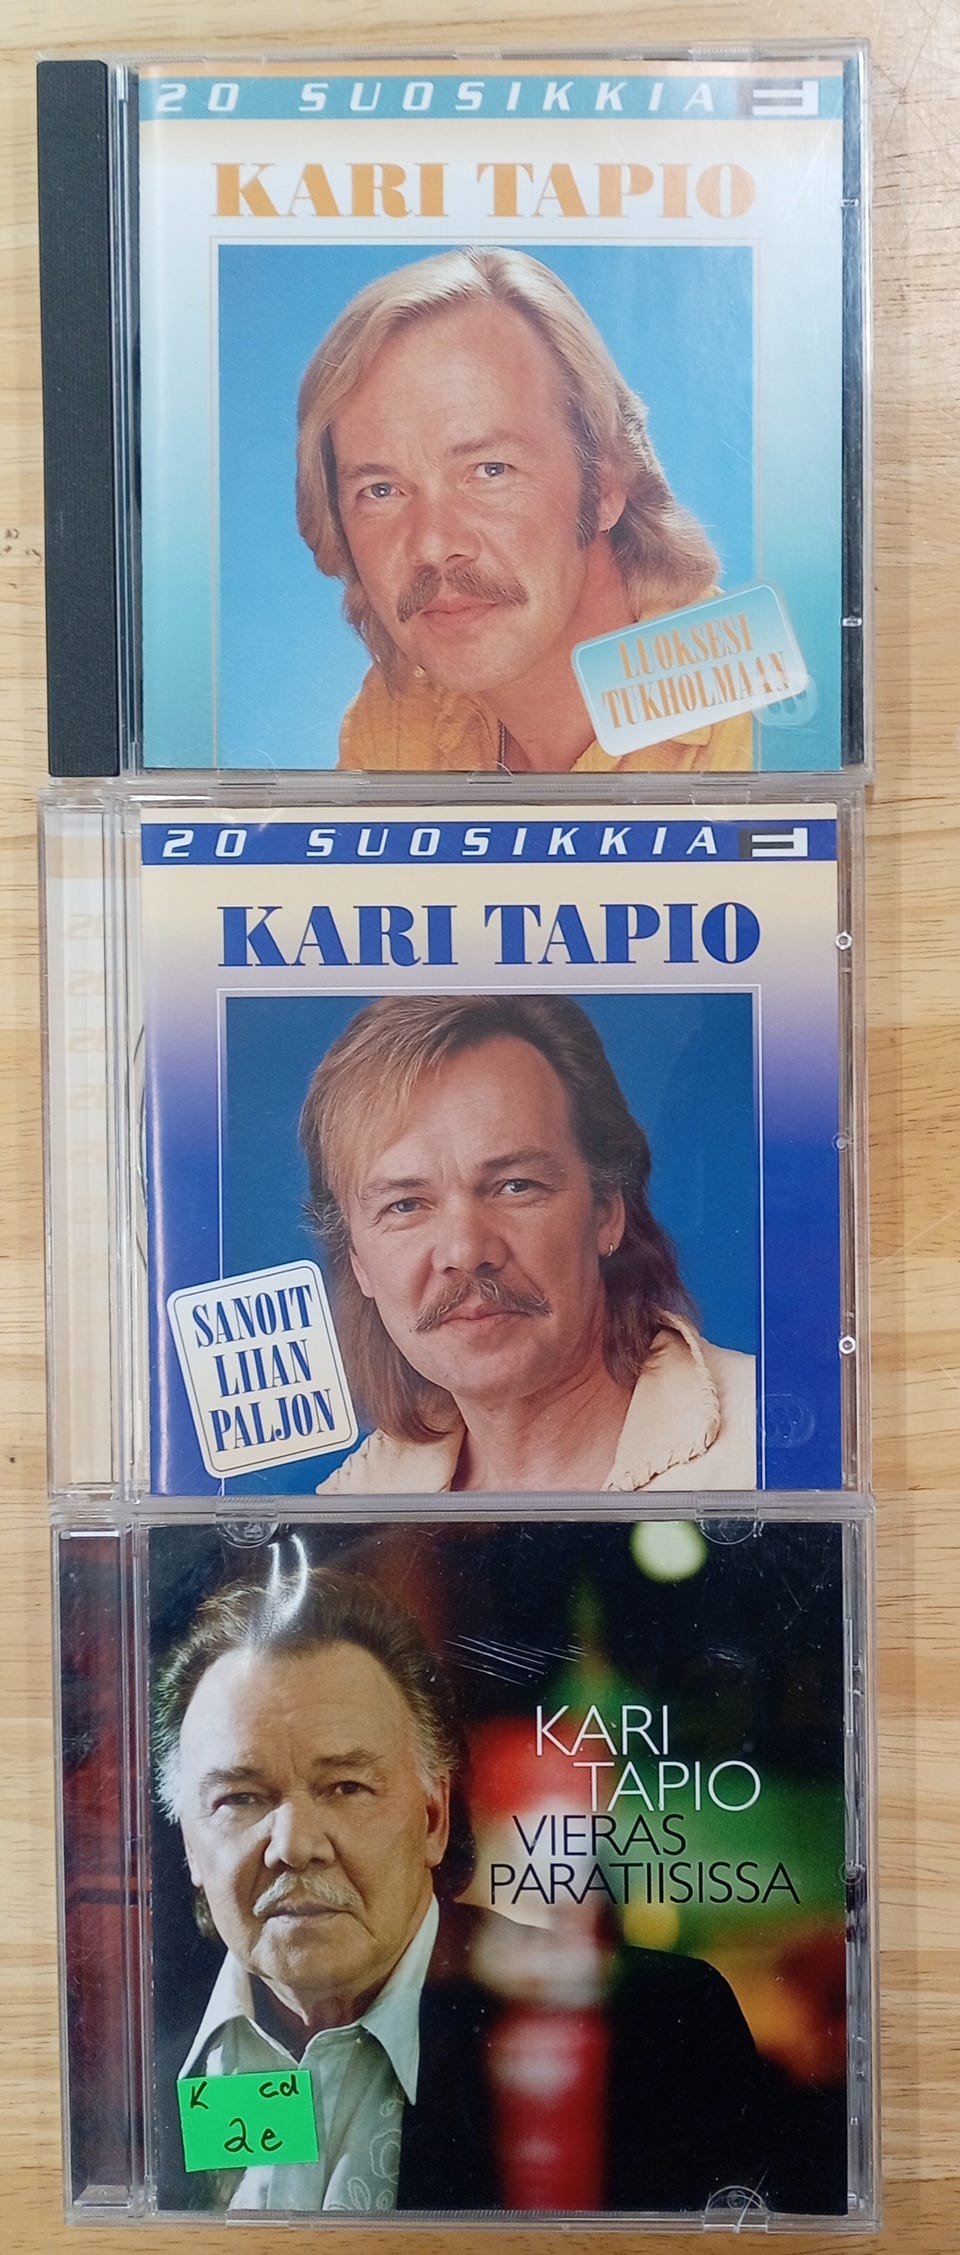 20 SUOSIKKIA
KARI TAPIO
LUOKSESI
TUKHOLMAAN
20 SUOSIKKIA
KARI TAPIO
SANOIT
LIIAN
PALJON
KARI
TAPIO
VIERAS
PARATIISISSA
K cd
2e